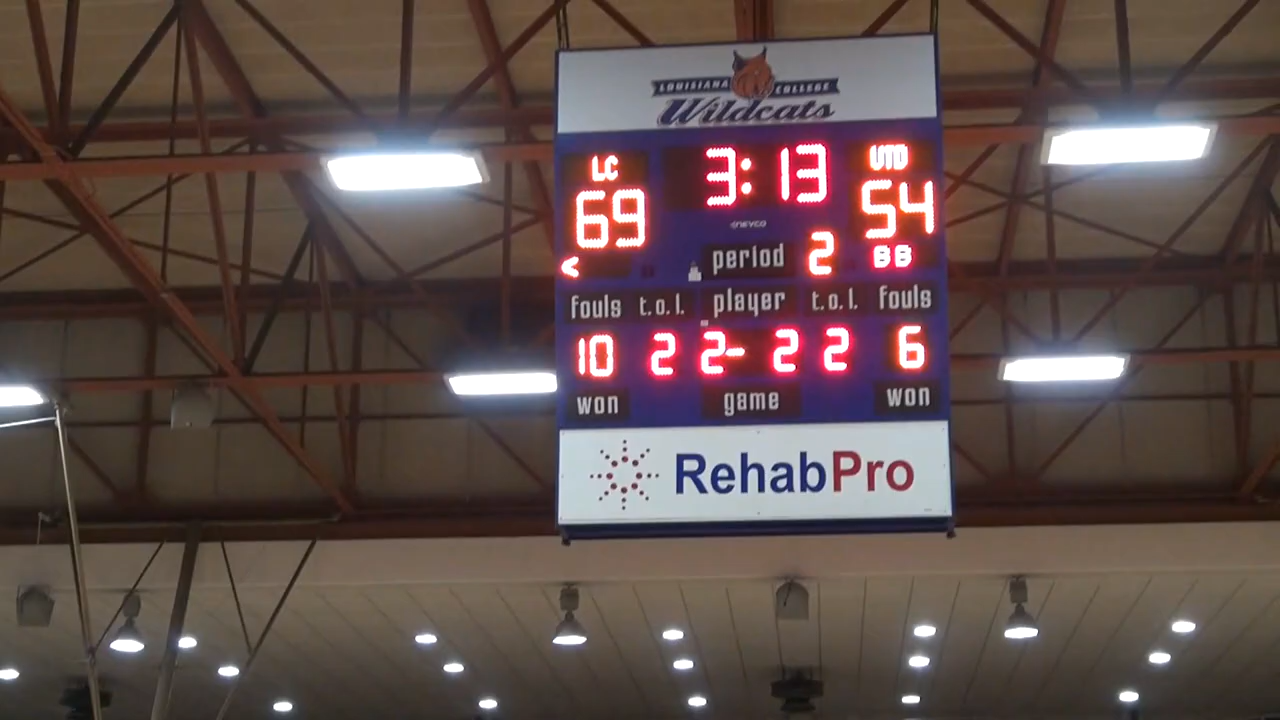 LOUISIANA COLLEGE
Wildcats
LC 3:13 UTD
69 54
NEVCO
< period 2 BB
fouls t.o.l. player t.o.l. fouls
10 2 2- 2 2 6
won game won
RehabPro